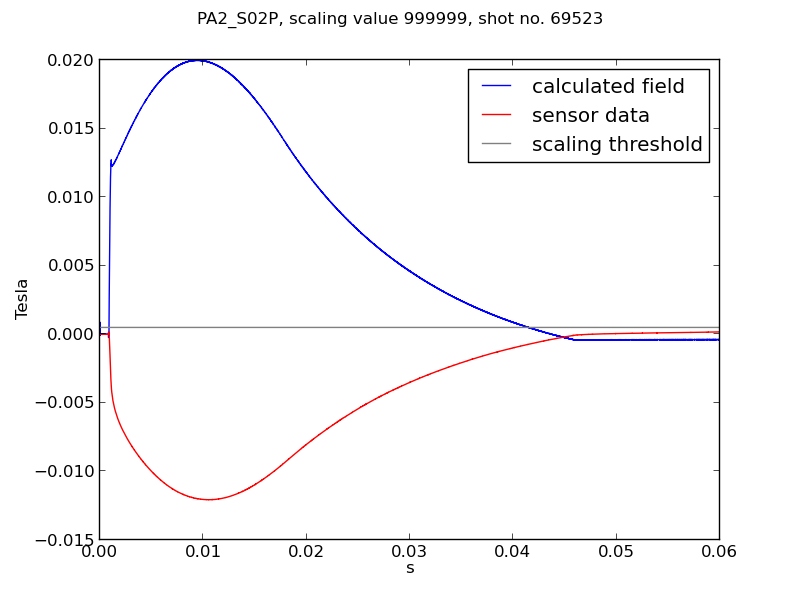 PA2_S02P, scaling value 999999, shot no. 69523
0.020
0.015
0.010
0.005
0.000
−0.005
−0.010
−0.015
Tesla
calculated field
sensor data
scaling threshold
0.00 0.01 0.02 0.03 0.04 0.05 0.06
s